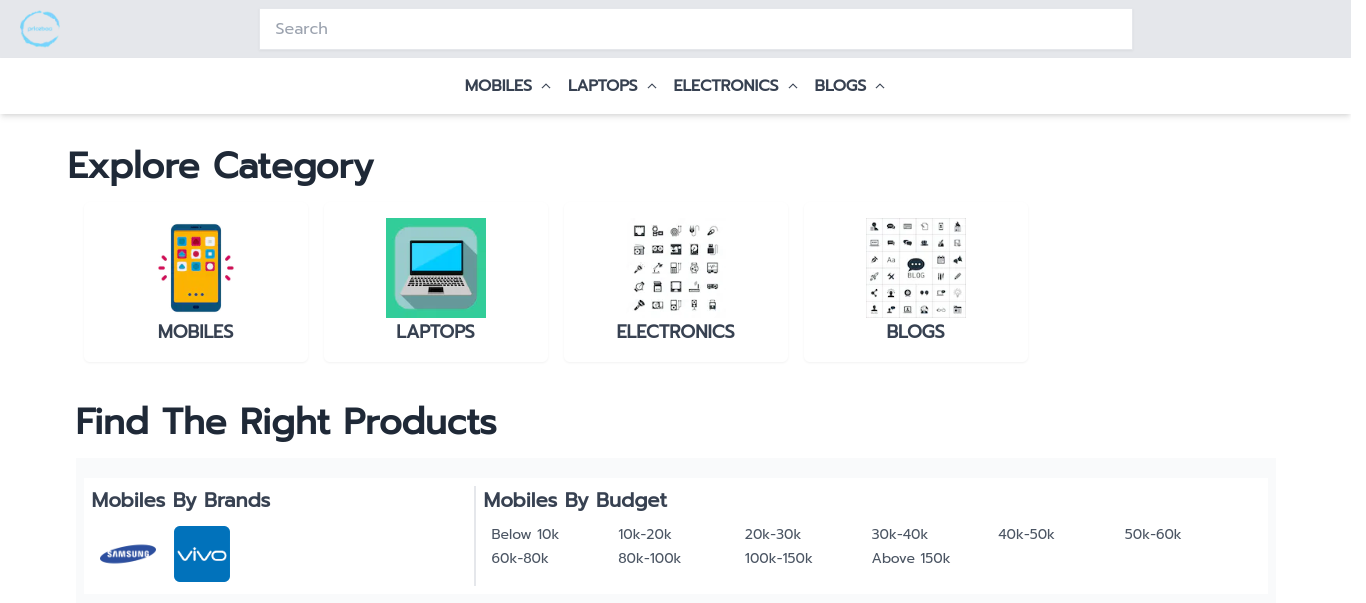 Search
MOBILES LAPTOPS ELECTRONICS BLOGS
Explore Category
Aa
BLOG
MOBILES LAPTOPS ELECTRONICS BLOGS
Find The Right Products
Mobiles By Brands
SAMSUNG vivo
Mobiles By Budget
Below 10k 10k-20k 20k-30k 30k-40k 40k-50k 50k-60k
60k-80k 80k-100k 100k-150k Above 150k